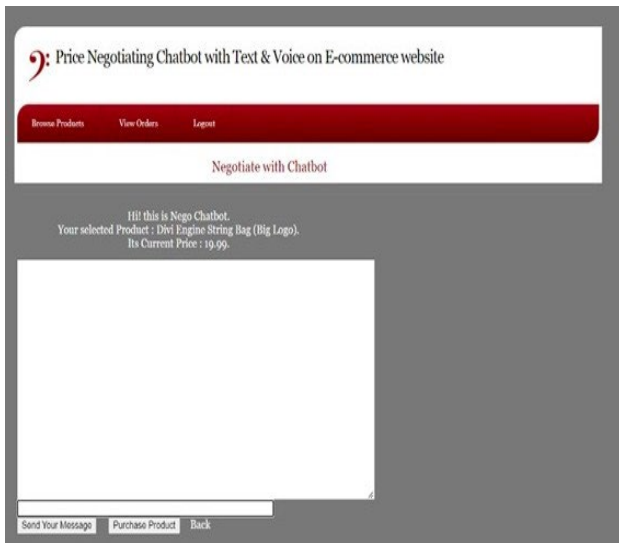 Price Negotiating Chatbot with Text & Voice on E-commerce website
Browse Products View Orders Logout
Negotiate with Chatbot
Hi! this is Nego Chatbot.
Your selected Product : Divi Engine String Bag (Big Logo).
Its Current Price : 19.99.
Send Your Message Purchase Product Back